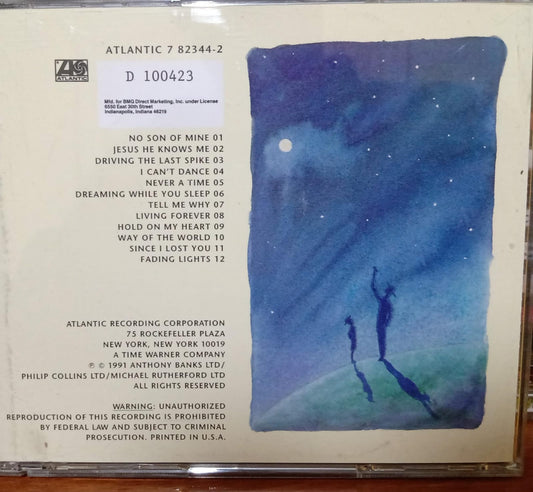 ATLANTIC 7 82344-2
ATLANTIC
D 100423
Mfd. for BMG Direct Marketing, Inc. under License
6550 East 30th Street
Indianapolis, Indiana 46219
NO SON OF MINE 01
JESUS HE KNOWS ME 02
DRIVING THE LAST SPIKE 03
I CAN'T DANCE 04
NEVER A TIME 05
DREAMING WHILE YOU SLEEP 06
TELL ME WHY 07
LIVING FOREVER 08
HOLD ON MY HEART 09
WAY OF THE WORLD 10
SINCE I LOST YOU 11
FADING LIGHTS 12
ATLANTIC RECORDING CORPORATION
75 ROCKEFELLER PLAZA
NEW YORK, NEW YORK 10019
A TIME WARNER COMPANY
℗ © 1991 ANTHONY BANKS LTD/
PHILIP COLLINS LTD/MICHAEL RUTHERFORD LTD
ALL RIGHTS RESERVED
WARNING: UNAUTHORIZED
REPRODUCTION OF THIS RECORDING IS PROHIBITED
BY FEDERAL LAW AND SUBJECT TO CRIMINAL
PROSECUTION. PRINTED IN U.S.A.